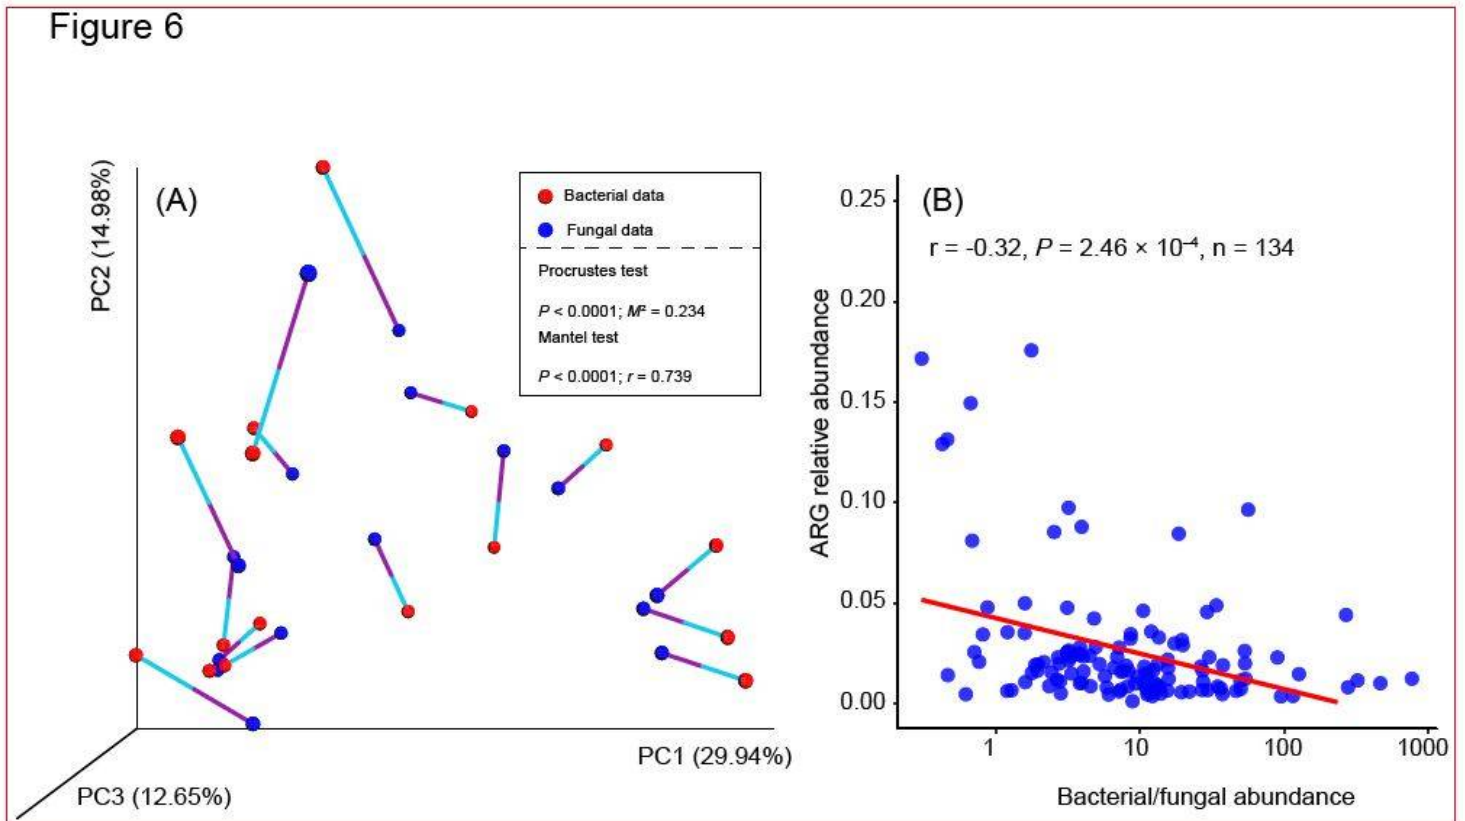 Figure 6
(A)
PC2 (14.98%)
PC1 (29.94%)
PC3 (12.65%)
Bacterial data
Fungal data
Procrustes test
P < 0.0001; M² = 0.234
Mantel test
P < 0.0001; r = 0.739
(B)
r = -0.32, P = 2.46 × 10⁻⁴, n = 134
ARG relative abundance
0.25
0.20
0.15
0.10
0.05
0.00
1 10 100 1000
Bacterial/fungal abundance